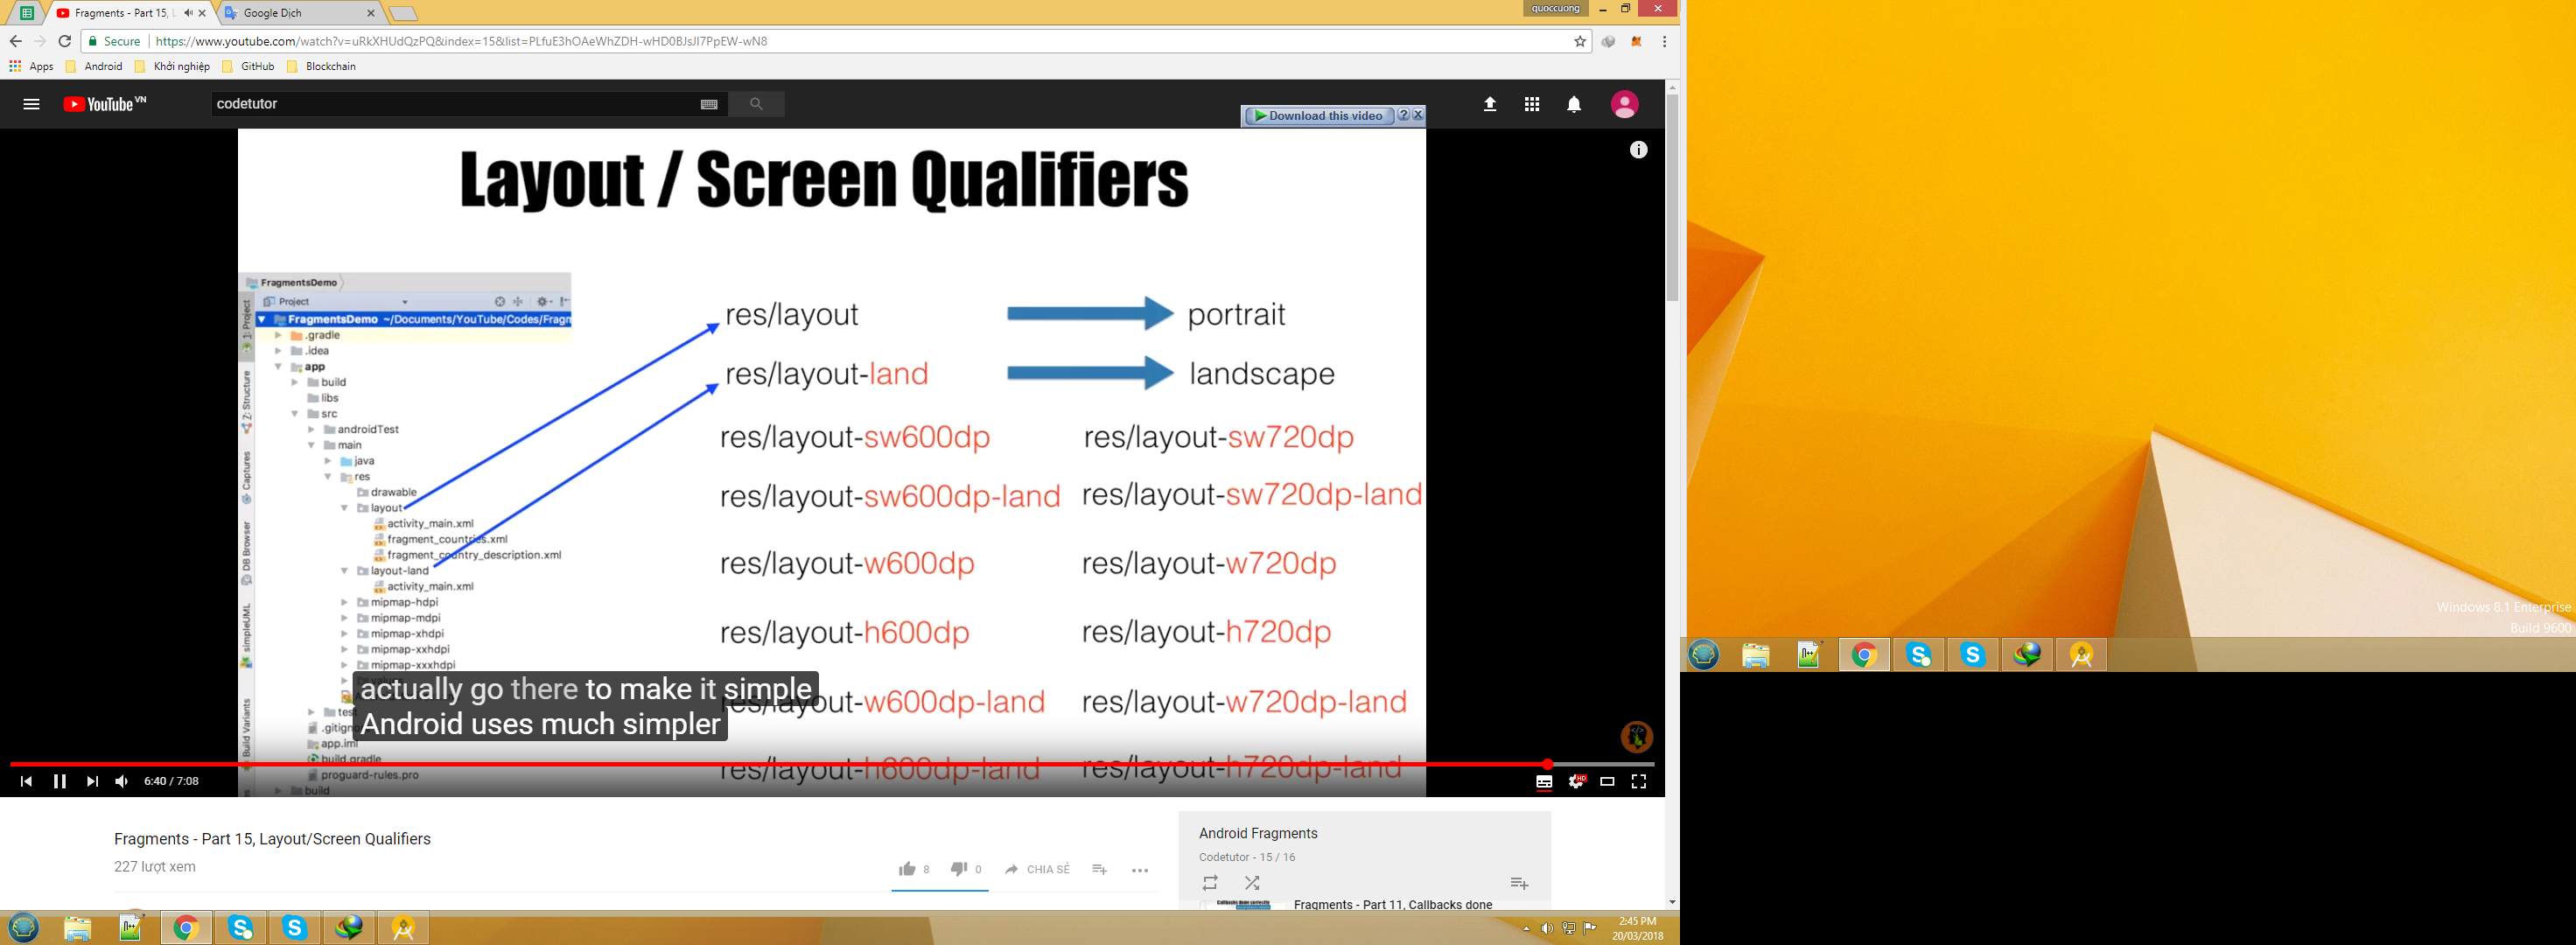 Fragments - Part 15, L
Google Dịch
quoccuong
Secure
https://www.youtube.com/watch?v=uRkXHUdQzPQ&index=15&list=PLfuE3hOAeWhZDH-wHD0BJsJI7PpEW-wN8
Apps
Android
Khởi nghiệp
GitHub
Blockchain
YouTube VN
codetutor
Download this video
Layout / Screen Qualifiers
FragmentsDemo
Project
FragmentsDemo ~/Documents/YouTube/Codes/Fragn
.gradle
.idea
app
build
libs
src
androidTest
main
java
res
drawable
layout
activity_main.xml
fragment_countries.xml
fragment_country_description.xml
layout-land
activity_main.xml
mipmap-hdpi
mipmap-mdpi
mipmap-xhdpi
mipmap-xxhdpi
mipmap-xxxhdpi
values
test
.gitignore
app.iml
build.gradle
proguard-rules.pro
build
1: Project
7: Structure
Captures
DB Browser
simpleUML
Build Variants
res/layout
portrait
res/layout-land
landscape
res/layout-sw600dp
res/layout-sw720dp
res/layout-sw600dp-land
res/layout-sw720dp-land
res/layout-w600dp
res/layout-w720dp
res/layout-h600dp
res/layout-h720dp
res/layout-w600dp-land
res/layout-w720dp-land
res/layout-h600dp-land
res/layout-h720dp-land
actually go there to make it simple
Android uses much simpler
6:40 / 7:08
HD
Fragments - Part 15, Layout/Screen Qualifiers
227 lượt xem
8
0
CHIA SẺ
Android Fragments
Codetutor - 15 / 16
Callbacks done correctly
Fragments - Part 11, Callbacks done
2:45 PM
20/03/2018
Windows 8.1 Enterprise
Build 9600